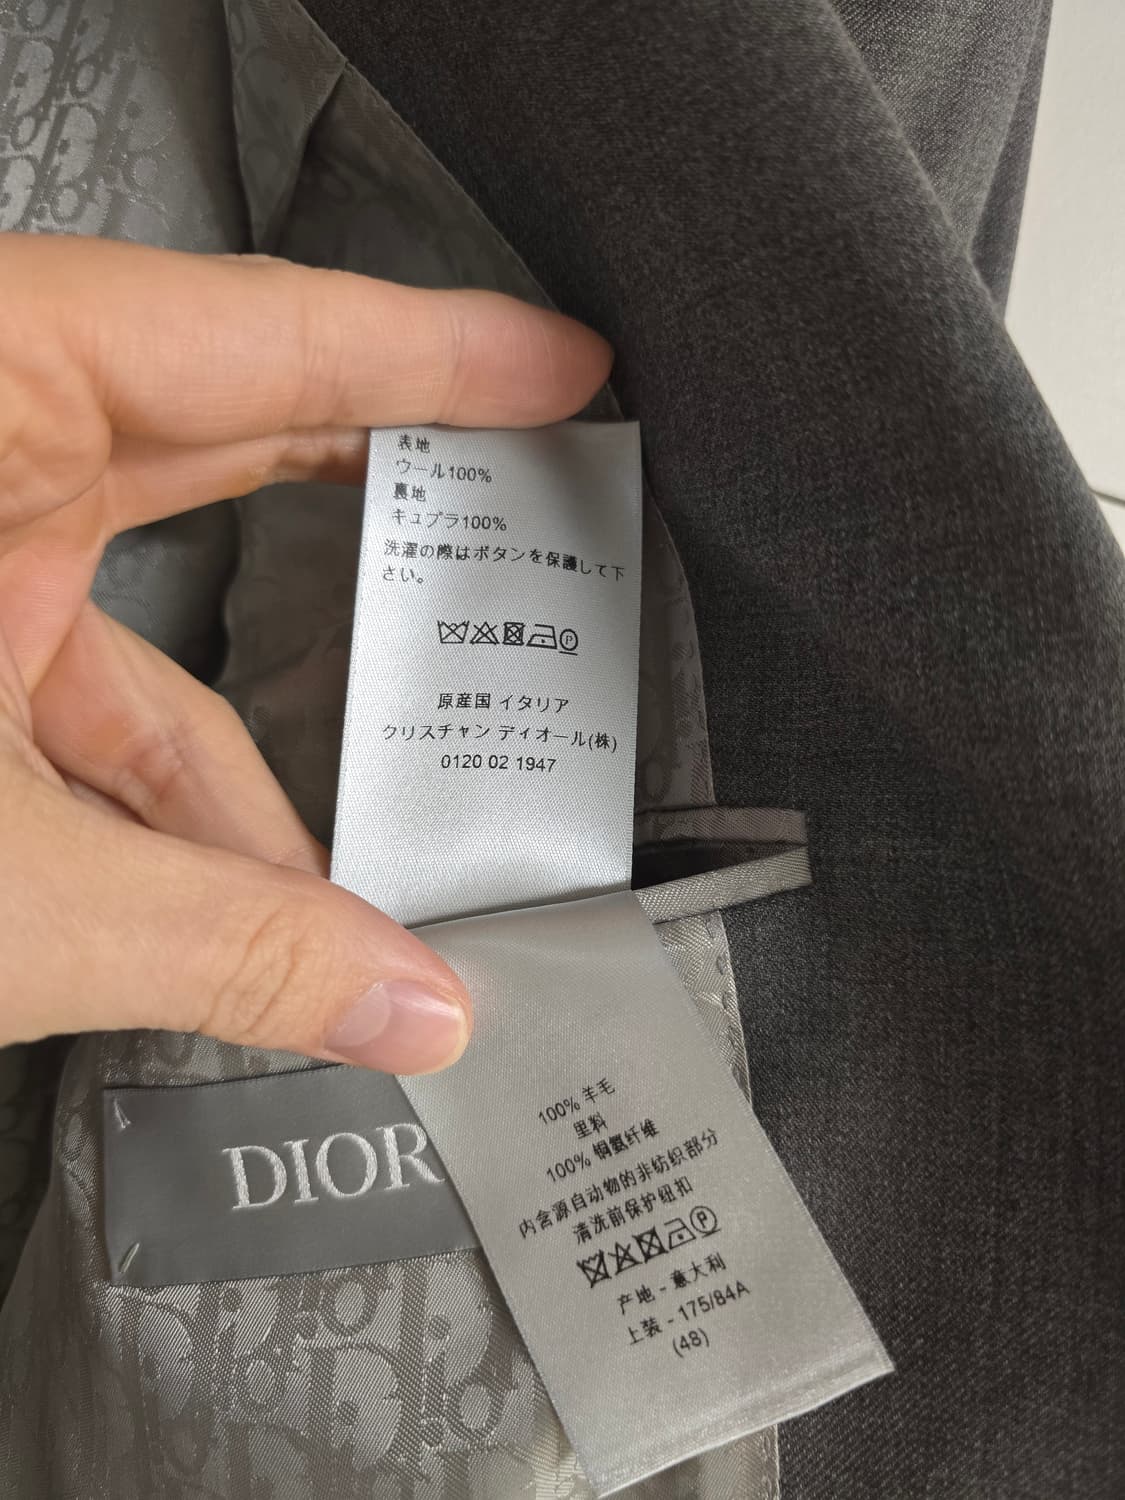 表地
ウール100%
裏地
キュプラ100%
洗濯の際はボタンを保護して下
さい。
原産国 イタリア
クリスチャン ディオール(株)
0120 02 1947
DIOR
100% 羊毛
里料
100% 铜氨纤维
内含源自动物的非纺织部分
清洗前保护纽扣
产地 - 意大利
上装 - 175/84A
(48)